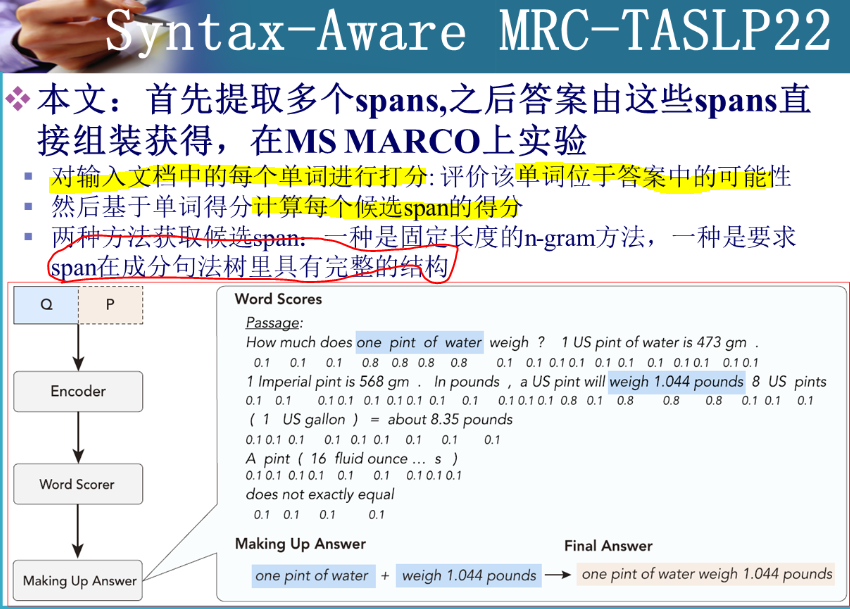 Syntax-Aware MRC-TASLP22
本文：首先提取多个spans,之后答案由这些spans直
接组装获得，在MS MARCO上实验
对输入文档中的每个单词进行打分: 评价该单词位于答案中的可能性
然后基于单词得分计算每个候选span的得分
两种方法获取候选span：一种是固定长度的n-gram方法，一种是要求
span在成分句法树里具有完整的结构
Q P
Encoder
Word Scorer
Making Up Answer
Word Scores
Passage:
How much does one pint of water weigh ? 1 US pint of water is 473 gm .
0.1 0.1 0.1 0.8 0.8 0.8 0.8 0.1 0.1 0.1 0.1 0.1 0.1 0.1 0.1 0.1 0.1 0.1
1 Imperial pint is 568 gm . In pounds , a US pint will weigh 1.044 pounds 8 US pints
0.1 0.1 0.1 0.1 0.1 0.1 0.1 0.1 0.1 0.1 0.1 0.1 0.8 0.1 0.8 0.8 0.8 0.1 0.1 0.1
( 1 US gallon ) = about 8.35 pounds
0.1 0.1 0.1 0.1 0.1 0.1 0.1 0.1 0.1
A pint ( 16 fluid ounce ... s )
0.1 0.1 0.1 0.1 0.1 0.1 0.1 0.1 0.1
does not exactly equal
0.1 0.1 0.1 0.1
Making Up Answer
one pint of water + weigh 1.044 pounds
Final Answer
one pint of water weigh 1.044 pounds